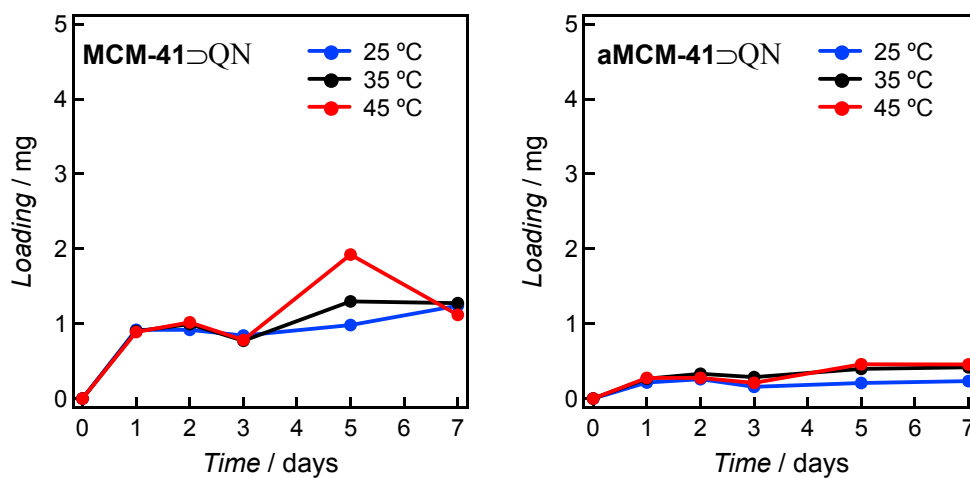 MCM-41⊃QN
25 ºC
35 ºC
45 ºC
5
4
3
2
1
0
Loading / mg
0 1 2 3 5 6 7
Time / days
aMCM-41⊃QN
25 ºC
35 ºC
45 ºC
5
4
3
2
1
0
Loading / mg
0 1 2 3 5 6 7
Time / days